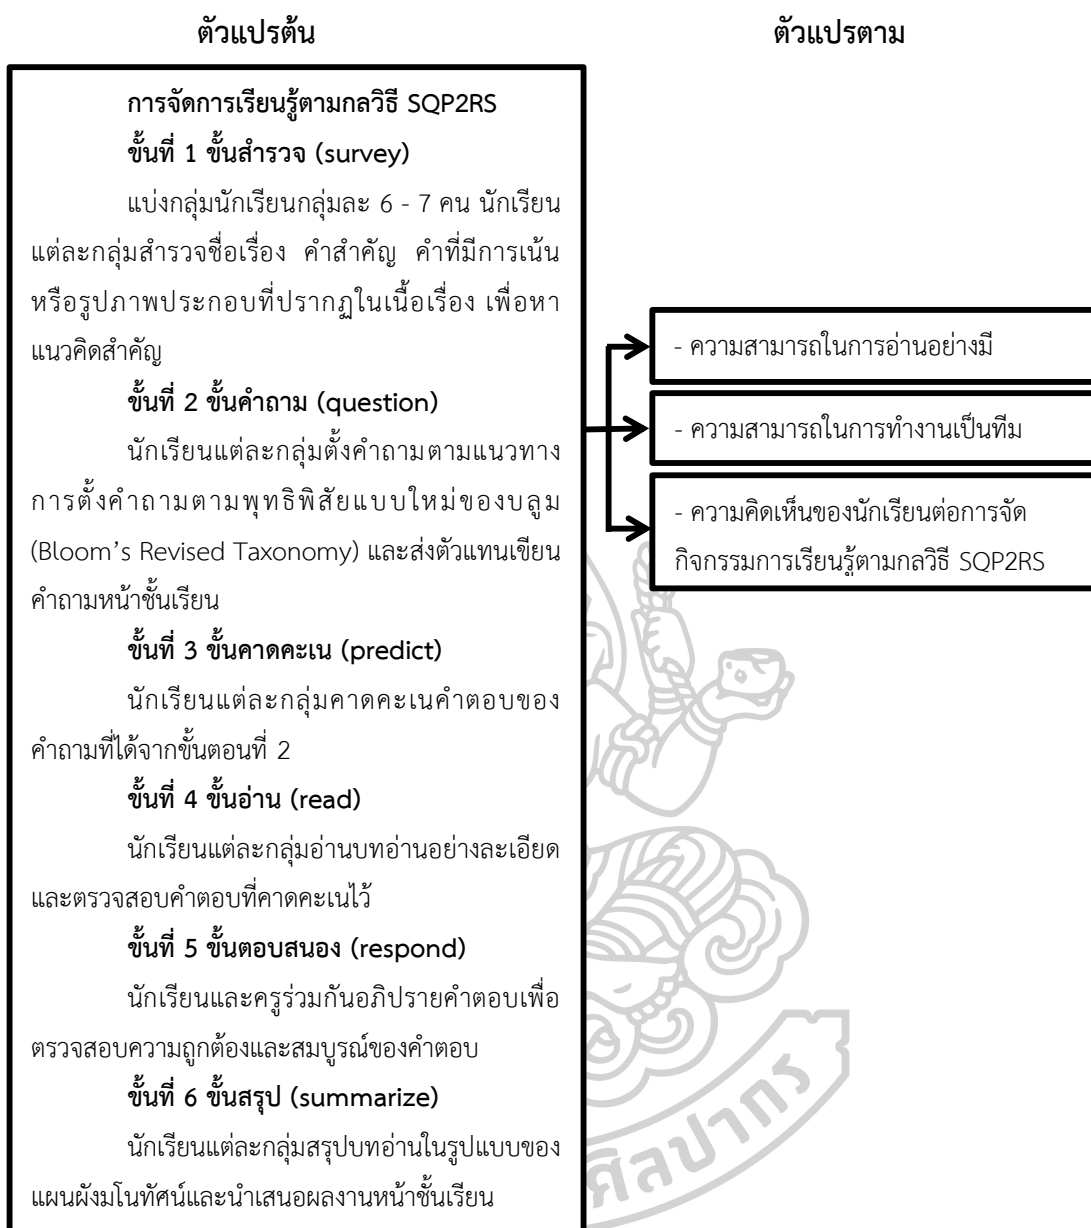 ตัวแปรต้น
ตัวแปรตาม
การจัดการเรียนรู้ตามกลวิธี SQP2RS
ขั้นที่ 1 ขั้นสำรวจ (survey)
แบ่งกลุ่มนักเรียนกลุ่มละ 6 - 7 คน นักเรียน
แต่ละกลุ่มสำรวจชื่อเรื่อง คำสำคัญ คำที่มีการเน้น
หรือรูปภาพประกอบที่ปรากฏในเนื้อเรื่อง เพื่อหา
แนวคิดสำคัญ
ขั้นที่ 2 ขั้นคำถาม (question)
นักเรียนแต่ละกลุ่มตั้งคำถามตามแนวทาง
การตั้งคำถามตามพุทธิพิสัยแบบใหม่ของบลูม
(Bloom’s Revised Taxonomy) และส่งตัวแทนเขียน
คำถามหน้าชั้นเรียน
ขั้นที่ 3 ขั้นคาดคะเน (predict)
นักเรียนแต่ละกลุ่มคาดคะเนคำตอบของ
คำถามที่ได้จากขั้นตอนที่ 2
ขั้นที่ 4 ขั้นอ่าน (read)
นักเรียนแต่ละกลุ่มอ่านบทอ่านอย่างละเอียด
และตรวจสอบคำตอบที่คาดคะเนไว้
ขั้นที่ 5 ขั้นตอบสนอง (respond)
นักเรียนและครูร่วมกันอภิปรายคำตอบเพื่อ
ตรวจสอบความถูกต้องและสมบูรณ์ของคำตอบ
ขั้นที่ 6 ขั้นสรุป (summarize)
นักเรียนแต่ละกลุ่มสรุปบทอ่านในรูปแบบของ
แผนผังมโนทัศน์และนำเสนอผลงานหน้าชั้นเรียน
- ความสามารถในการอ่านอย่างมี
- ความสามารถในการทำงานเป็นทีม
- ความคิดเห็นของนักเรียนต่อการจัด
กิจกรรมการเรียนรู้ตามกลวิธี SQP2RS
ศิลปากร